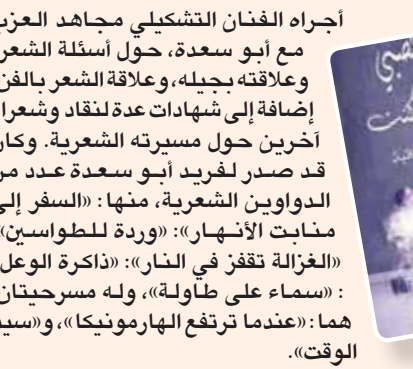 أجراه الفنان التشكيلي مجاهد العزب
مع أبو سعدة، حول أسئلة الشعر
وعلاقته بجيله، وعلاقة الشعر بالفن
إضافة إلى شهادات عدة لنقاد وشعرا
آخرين حول مسيرته الشعرية. وكان
قد صدر لفريد أبو سعدة عدد من
الدواوين الشعرية، منها: «السفر إلى
منابت الأنهار»: «وردة للطواسين»
«الغزالة تقفز في النار»: «ذاكرة الوعل
: «سماء على طاولة»، وله مسرحيتان
هما: «عندما ترتفع الهارمونيكا»، و«سيد
الوقت».